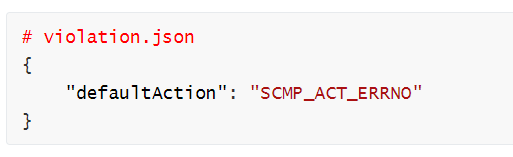 # violation.json
{
    "defaultAction": "SCMP_ACT_ERRNO"
}